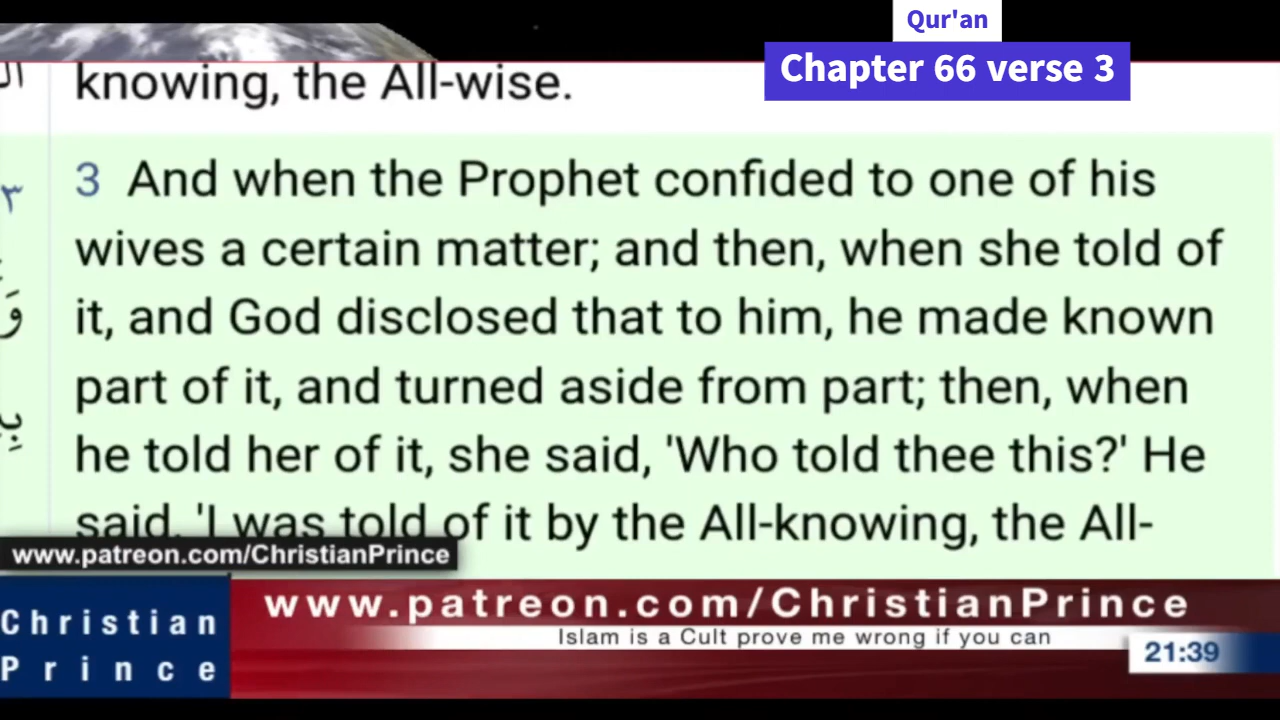 Qur'an
Chapter 66 verse 3
knowing, the All-wise.
3 And when the Prophet confided to one of his
wives a certain matter; and then, when she told of
it, and God disclosed that to him, he made known
part of it, and turned aside from part; then, when
he told her of it, she said, 'Who told thee this?' He
said, 'I was told of it by the All-knowing, the All-
www.patreon.com/ChristianPrince
Christian
Prince
www.patreon.com/ChristianPrince
Islam is a Cult prove me wrong if you can
21:39